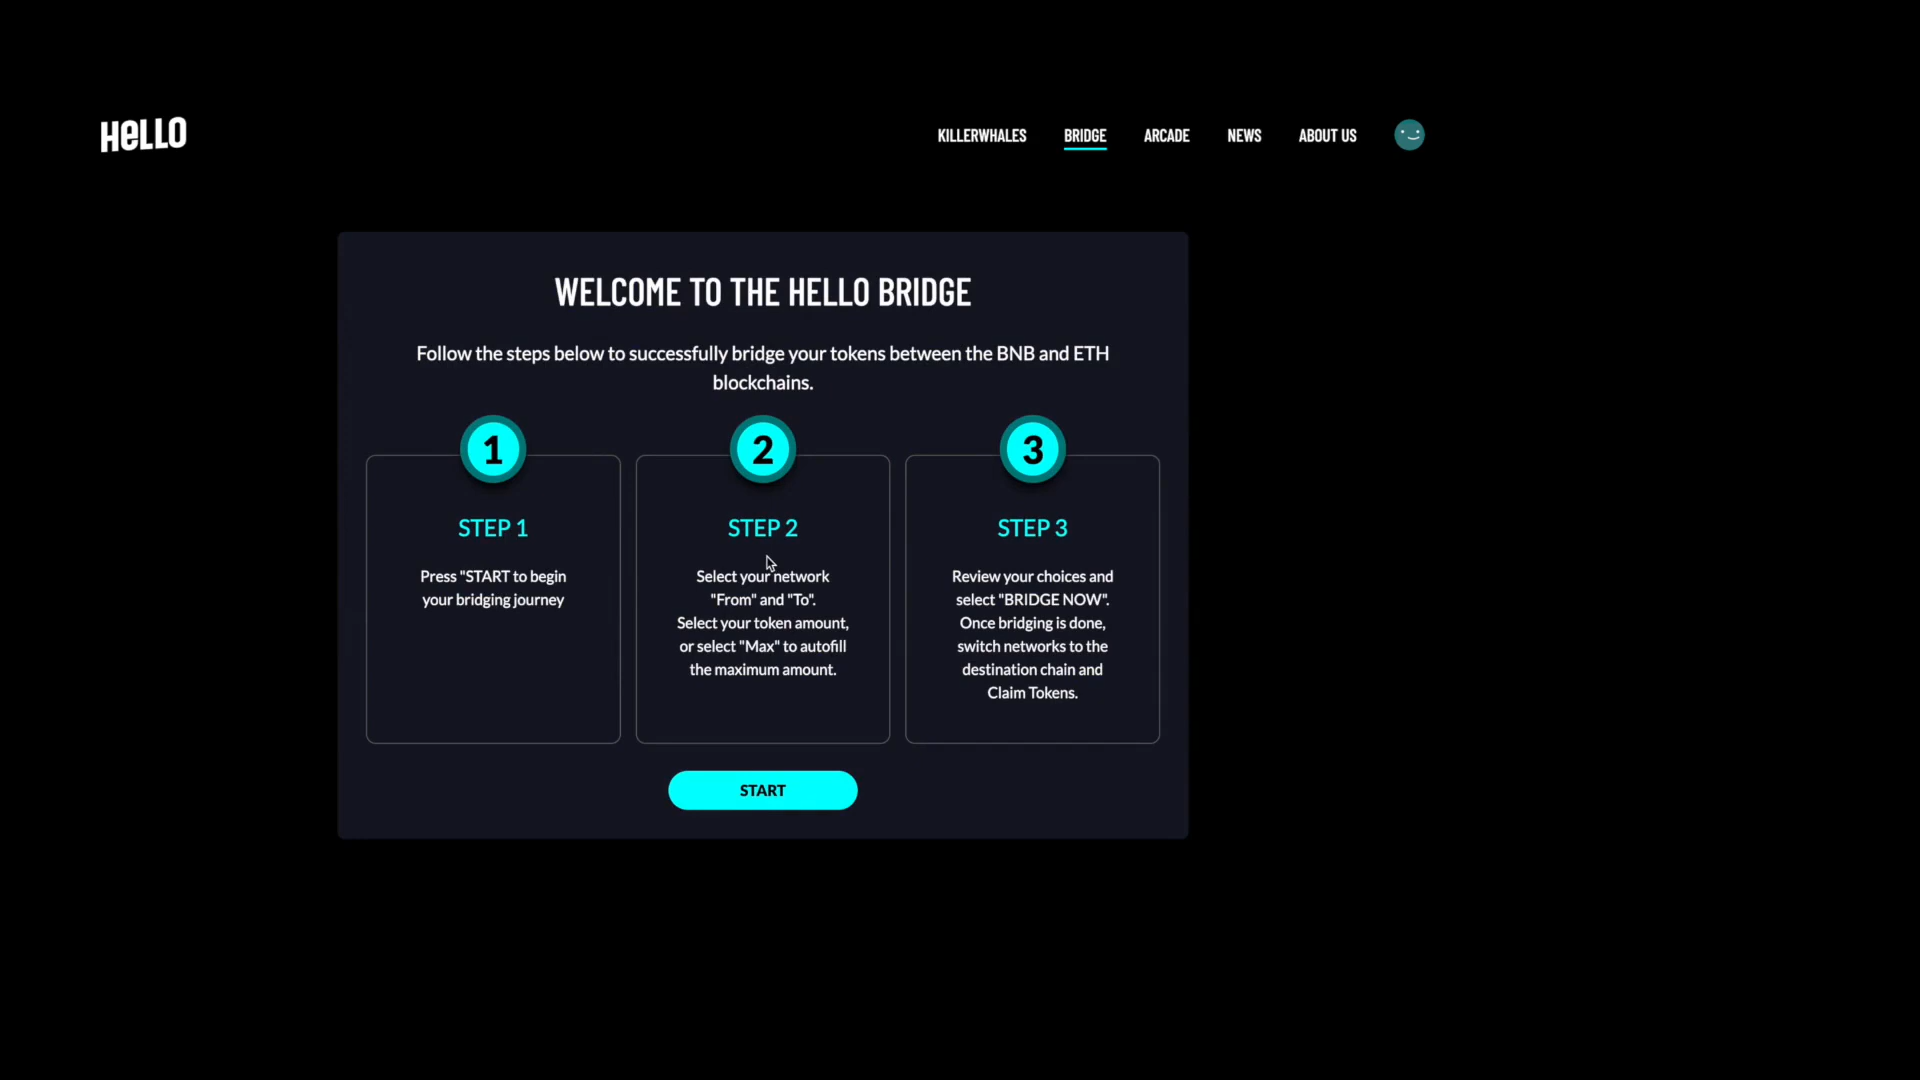 HeLLO
KILLERWHALES
BRIDGE
ARCADE
NEWS
ABOUT US
WELCOME TO THE HELLO BRIDGE
Follow the steps below to successfully bridge your tokens between the BNB and ETH
blockchains.
1
STEP 1
Press "START to begin
your bridging journey
2
STEP 2
Select your network
"From" and "To".
Select your token amount,
or select "Max" to autofill
the maximum amount.
3
STEP 3
Review your choices and
select "BRIDGE NOW".
Once bridging is done,
switch networks to the
destination chain and
Claim Tokens.
START